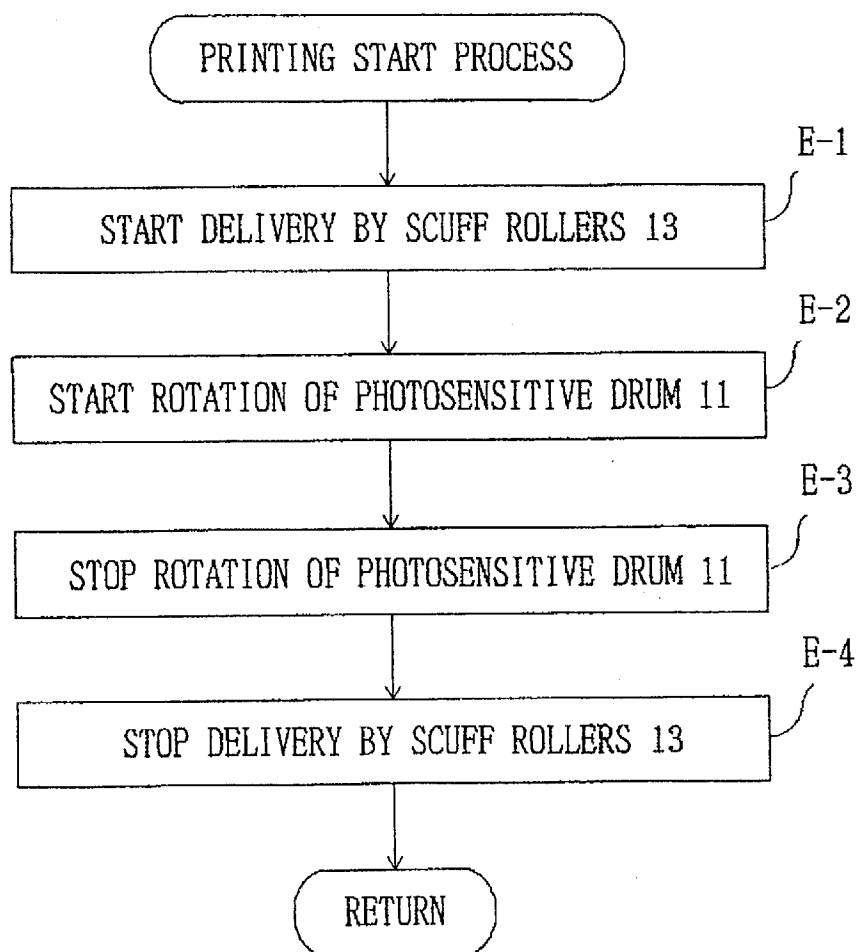 PRINTING START PROCESS
E-1
START DELIVERY BY SCUFF ROLLERS 13
E-2
START ROTATION OF PHOTOSENSITIVE DRUM 11
E-3
STOP ROTATION OF PHOTOSENSITIVE DRUM 11
E-4
STOP DELIVERY BY SCUFF ROLLERS 13
RETURN